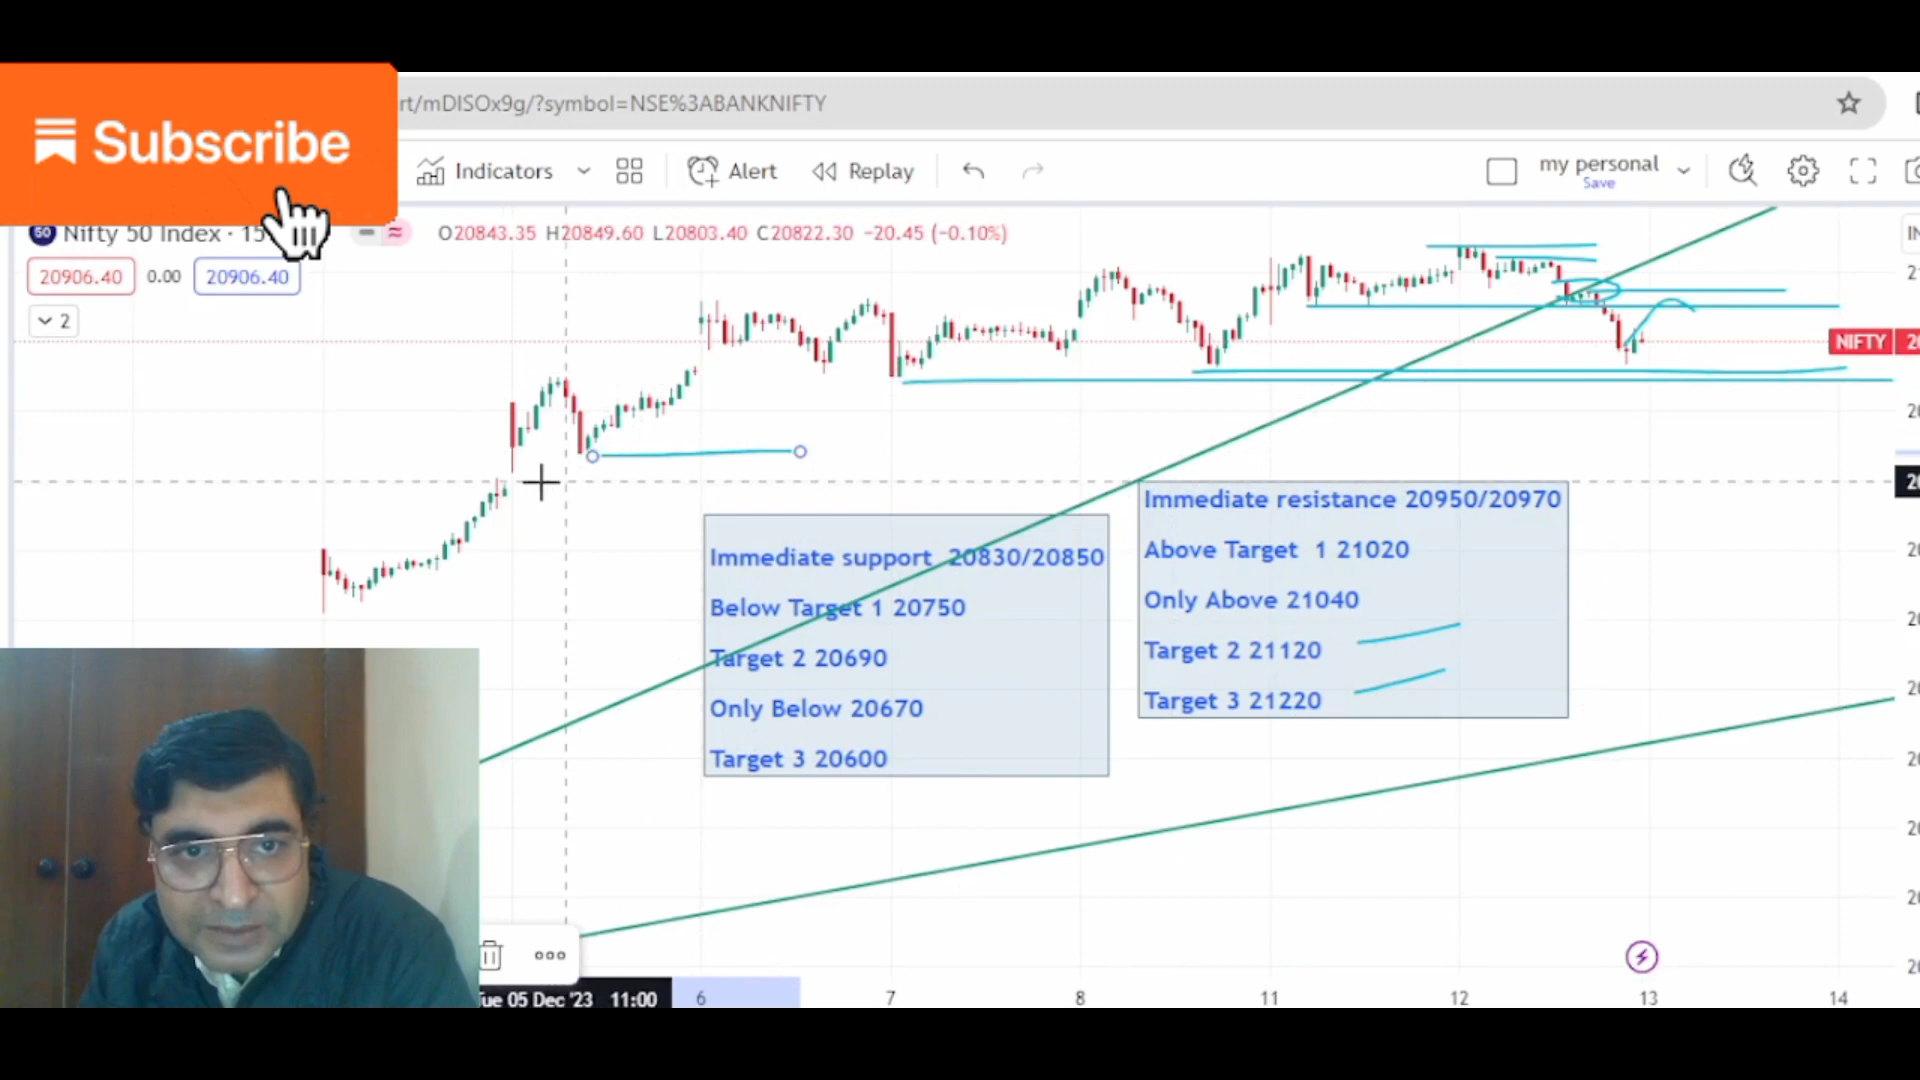 rt/mDISOx9g/?symbol=NSE%3ABANKNIFTY
Subscribe
Indicators
Alert
Replay
my personal
Save
50 Nifty 50 Index · 15
O20843.35 H20849.60 L20803.40 C20822.30 −20.45 (−0.10%)
20906.40 0.00 20906.40
2
NIFTY
Immediate resistance 20950/20970
Above Target 1 21020
Only Above 21040
Target 2 21120
Target 3 21220
Immediate support 20830/20850
Below Target 1 20750
Target 2 20690
Only Below 20670
Target 3 20600
Tue 05 Dec '23 11:00 6 7 8 11 12 13 14